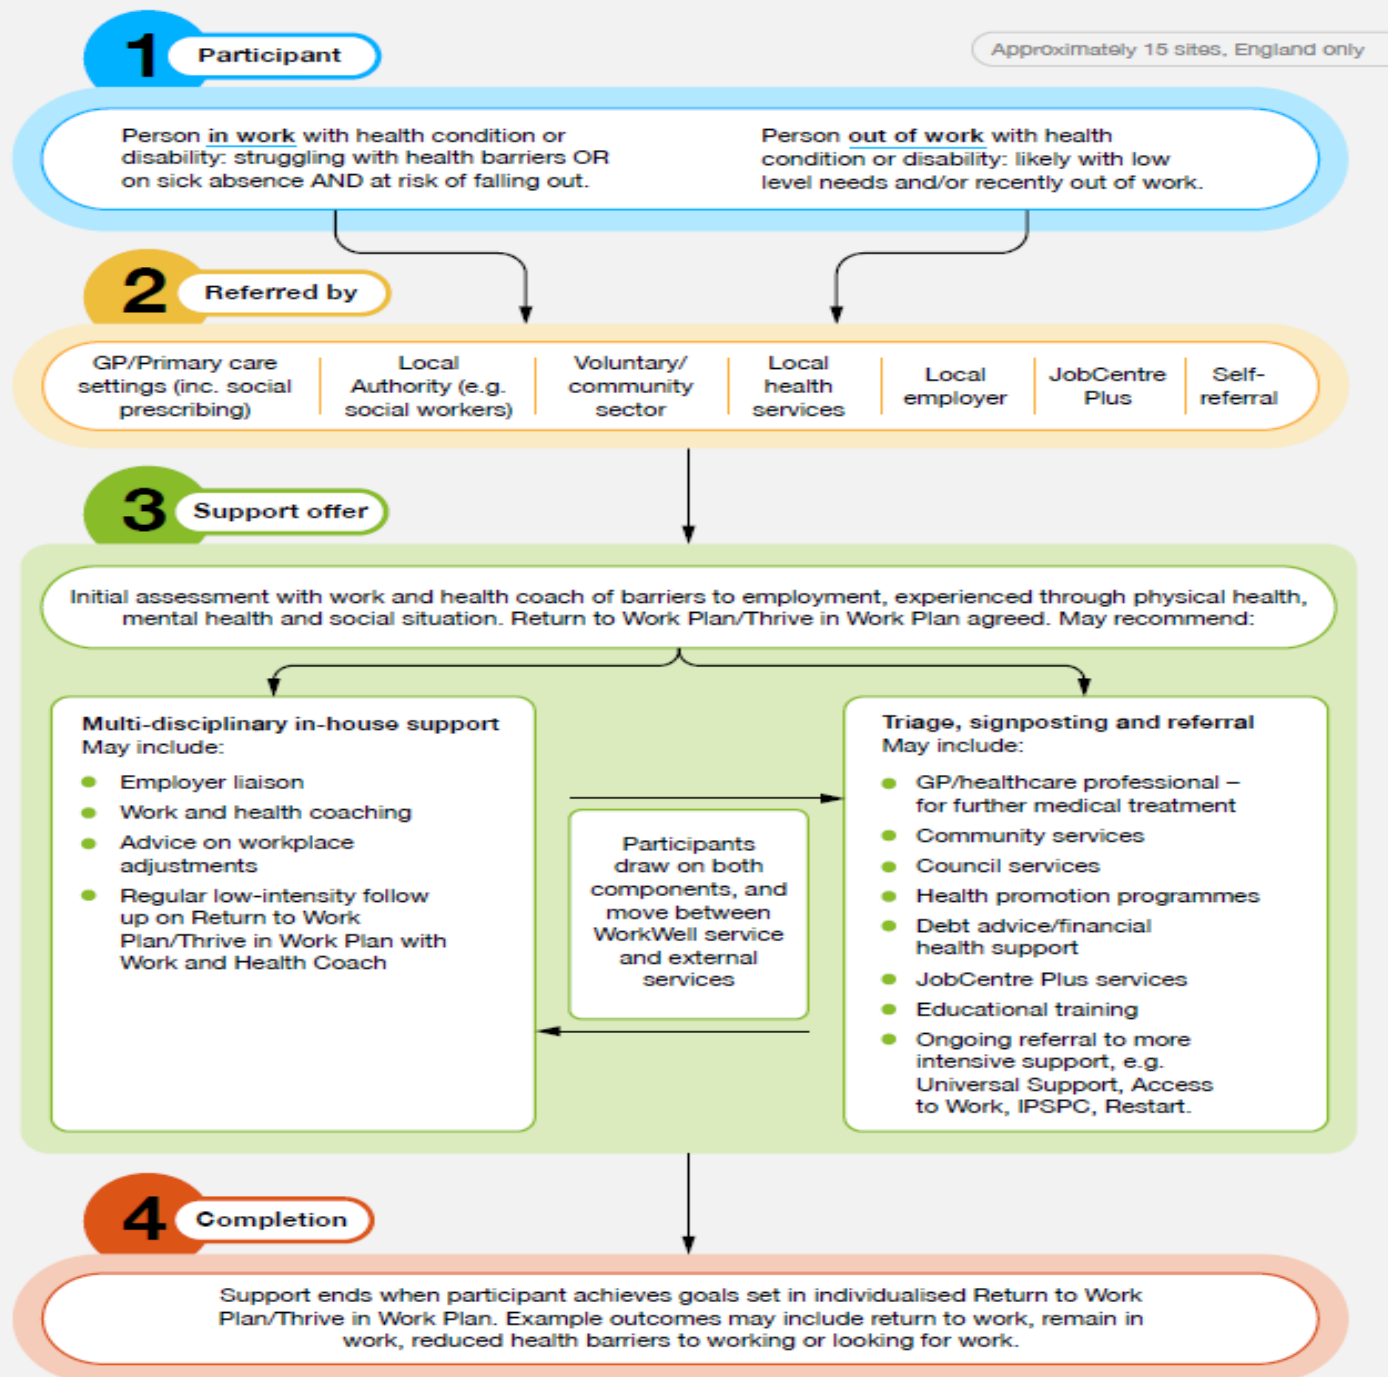 1 Participant
Approximately 15 sites, England only
Person in work with health condition or
disability: struggling with health barriers OR
on sick absence AND at risk of falling out.
Person out of work with health
condition or disability: likely with low
level needs and/or recently out of work.
2 Referred by
GP/Primary care
settings (inc. social
prescribing)
Local
Authority (e.g.
social workers)
Voluntary/
community
sector
Local
health
services
Local
employer
JobCentre
Plus
Self-
referral
3 Support offer
Initial assessment with work and health coach of barriers to employment, experienced through physical health,
mental health and social situation. Return to Work Plan/Thrive in Work Plan agreed. May recommend:
Multi-disciplinary in-house support
May include:
Employer liaison
Work and health coaching
Advice on workplace
adjustments
Regular low-intensity follow
up on Return to Work
Plan/Thrive in Work Plan with
Work and Health Coach
Participants
draw on both
components, and
move between
WorkWell service
and external
services
Triage, signposting and referral
May include:
GP/healthcare professional –
for further medical treatment
Community services
Council services
Health promotion programmes
Debt advice/financial
health support
JobCentre Plus services
Educational training
Ongoing referral to more
intensive support, e.g.
Universal Support, Access
to Work, IPSPC, Restart.
4 Completion
Support ends when participant achieves goals set in individualised Return to Work
Plan/Thrive in Work Plan. Example outcomes may include return to work, remain in
work, reduced health barriers to working or looking for work.